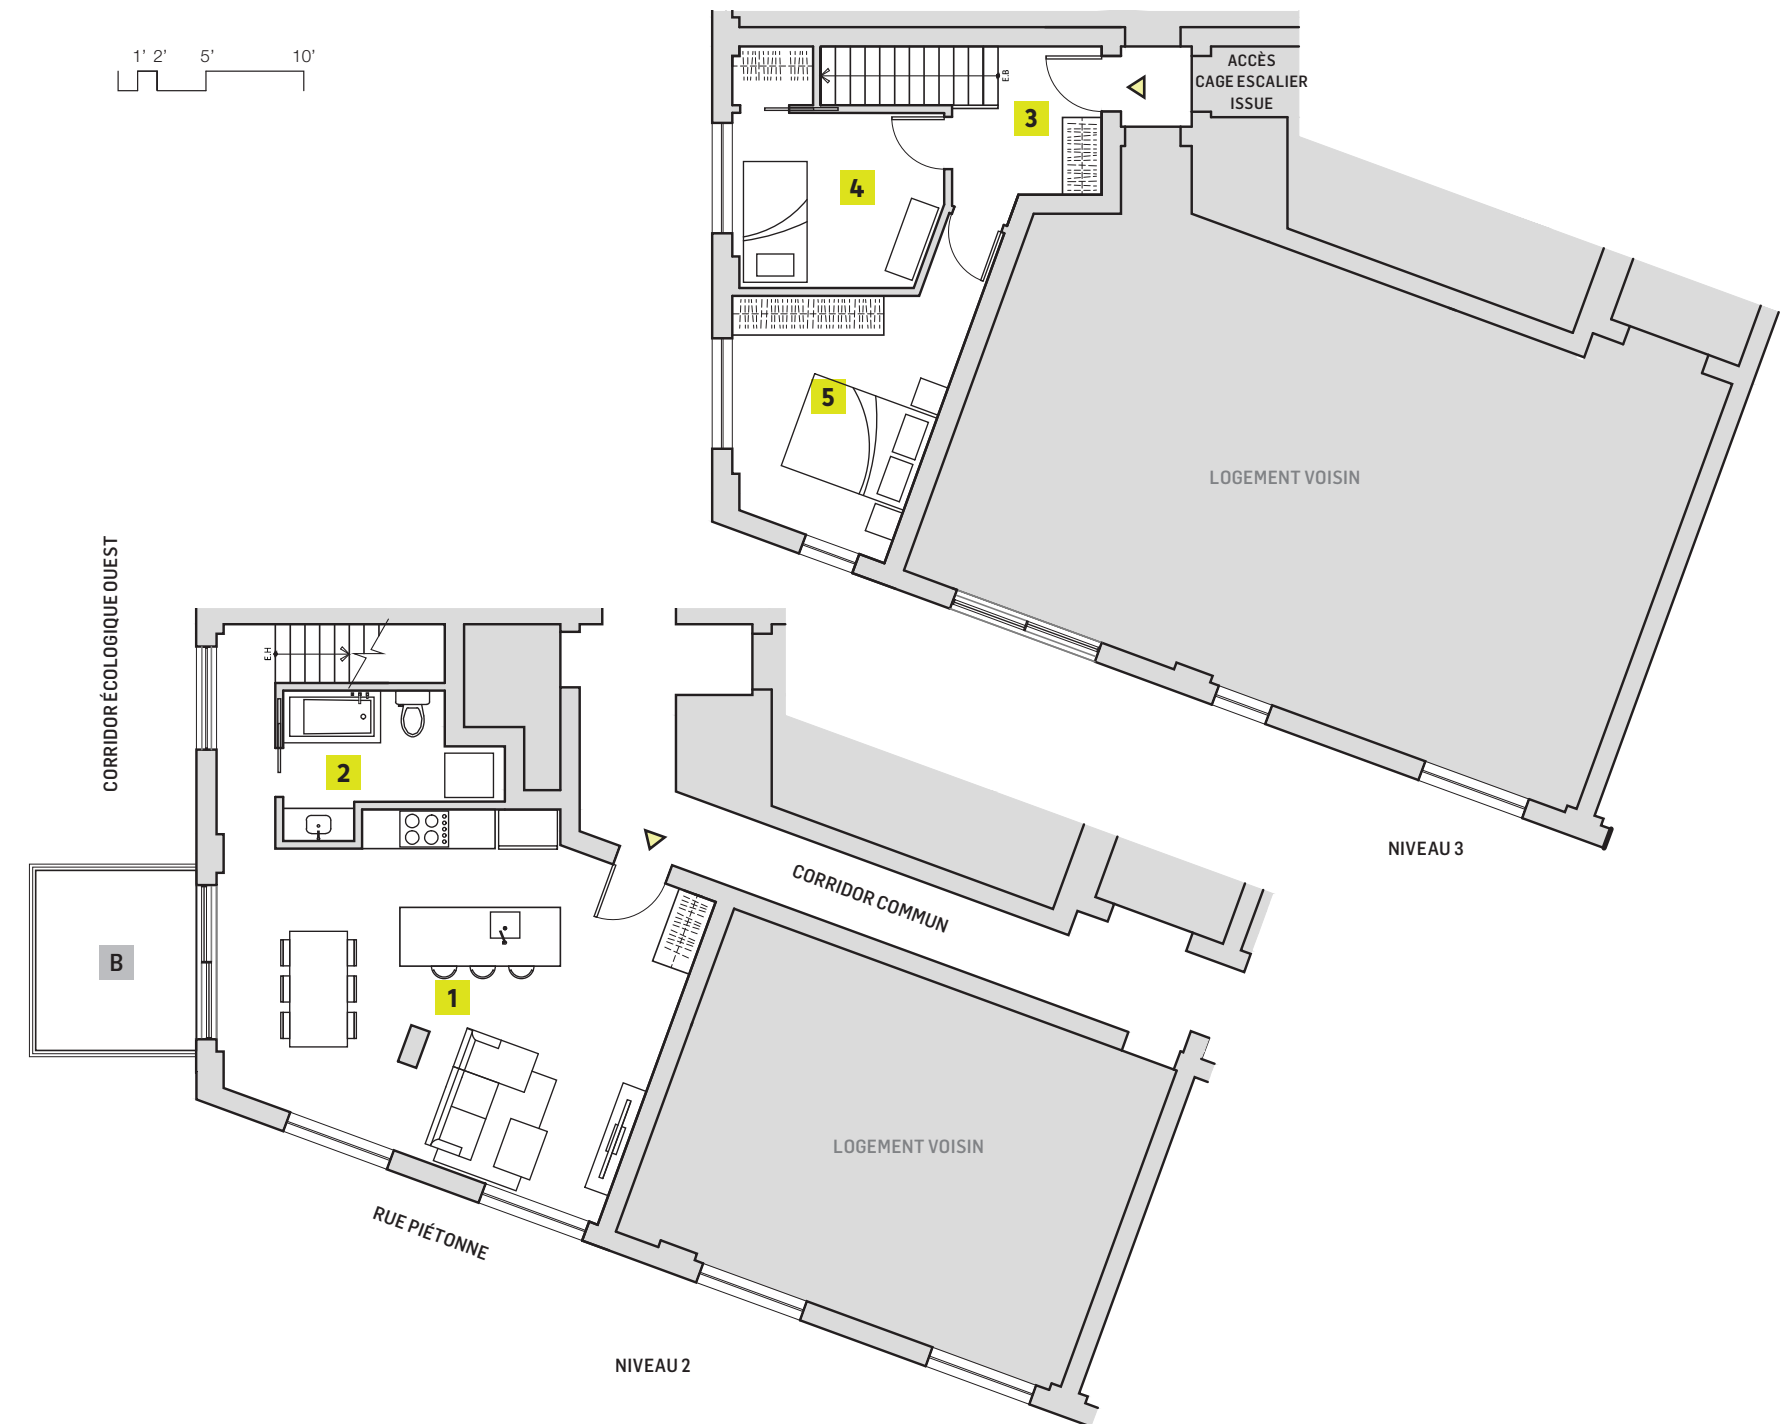 1’ 2’ 5’ 10’
ACCÈS
CAGE ESCALIER
ISSUE
E.B
3
4
5
LOGEMENT VOISIN
NIVEAU 3
CORRIDOR ÉCOLOGIQUE OUEST
E.H
2
CORRIDOR COMMUN
B
1
LOGEMENT VOISIN
RUE PIÉTONNE
NIVEAU 2